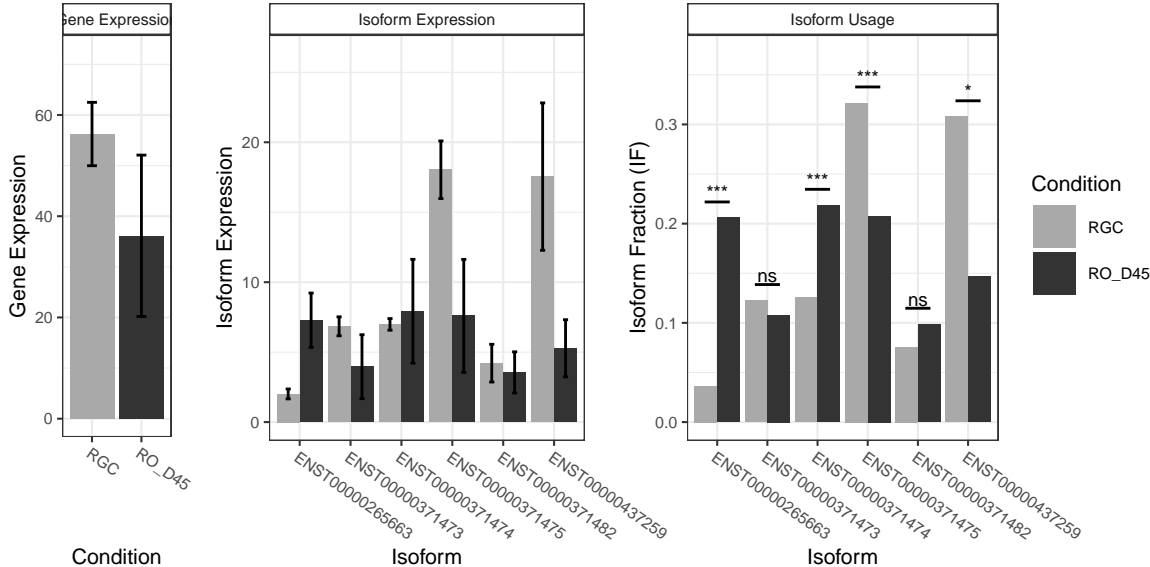 Gene Expression
Isoform Expression
Isoform Usage
Gene Expression
0
20
40
60
RGC
RO_D45
Condition
Isoform Expression
0
10
20
ENST00000265663
ENST00000371473
ENST00000371474
ENST00000371475
ENST00000371482
ENST00000437259
Isoform
Isoform Fraction (IF)
0.0
0.1
0.2
0.3
***
ns
***
***
ns
*
ENST00000265663
ENST00000371473
ENST00000371474
ENST00000371475
ENST00000371482
ENST00000437259
Isoform
Condition
RGC
RO_D45